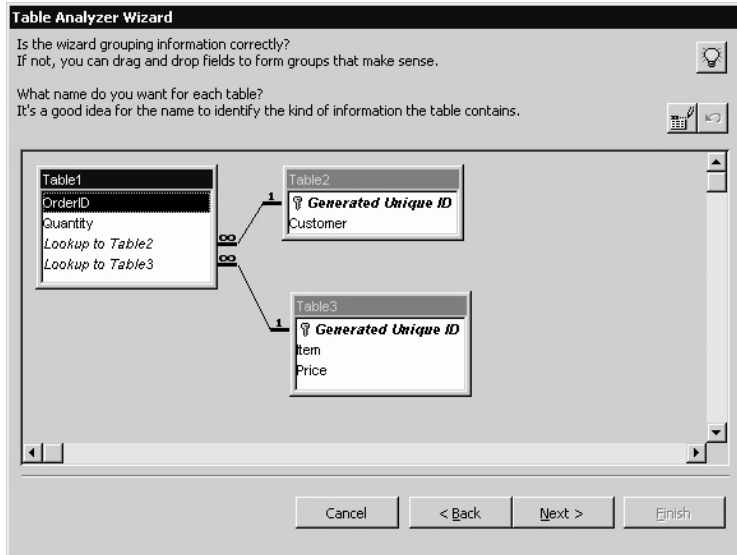 Table Analyzer Wizard
Is the wizard grouping information correctly?
If not, you can drag and drop fields to form groups that make sense.
What name do you want for each table?
It's a good idea for the name to identify the kind of information the table contains.
Table1
OrderID
Quantity
Lookup to Table2
Lookup to Table3
∞
∞
1
Table2
Generated Unique ID
Customer
1
Table3
Generated Unique ID
Item
Price
Cancel
< Back
Next >
Finish